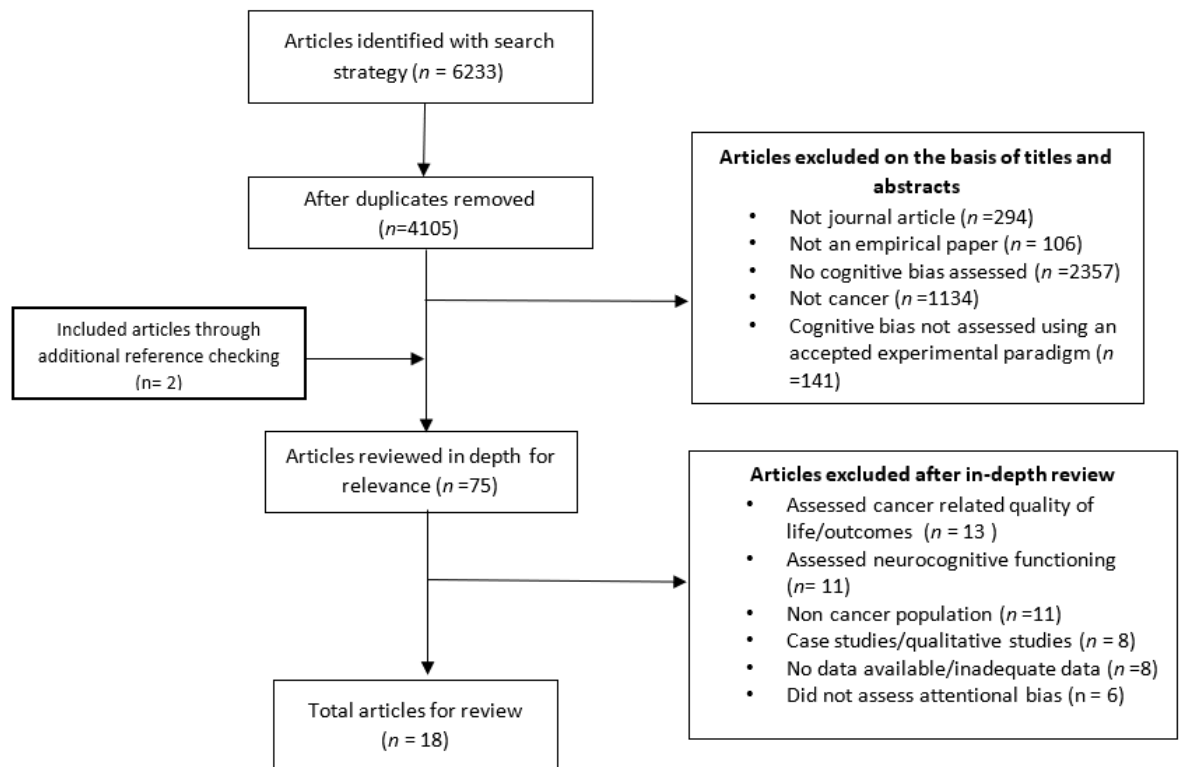 Articles identified with search
strategy (n = 6233)
After duplicates removed
(n=4105)
Articles excluded on the basis of titles and
abstracts
• Not journal article (n =294)
• Not an empirical paper (n = 106)
• No cognitive bias assessed (n =2357)
• Not cancer (n =1134)
• Cognitive bias not assessed using an
accepted experimental paradigm (n
=141)
Included articles through
additional reference checking
(n= 2)
Articles reviewed in depth for
relevance (n =75)
Articles excluded after in-depth review
• Assessed cancer related quality of
life/outcomes (n = 13 )
• Assessed neurocognitive functioning
(n= 11)
• Non cancer population (n =11)
• Case studies/qualitative studies (n = 8)
• No data available/inadequate data (n =8)
• Did not assess attentional bias (n = 6)
Total articles for review
(n = 18)